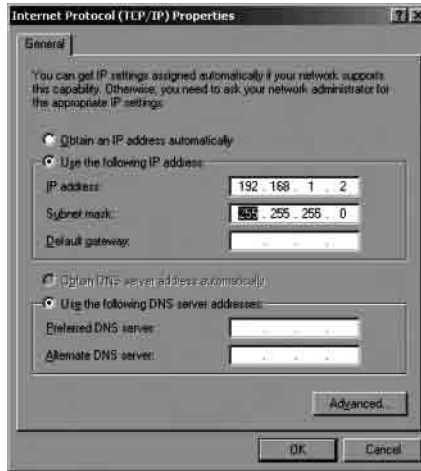 Internet Protocol (TCP/IP) Properties
General
You can get IP settings assigned automatically if your network supports
this capability. Otherwise, you need to ask your network administrator for
the appropriate IP settings.
Obtain an IP address automatically
Use the following IP address:
IP address: 192 . 168 . 1 . 2
Subnet mask: 255 . 255 . 255 . 0
Default gateway: . . .
Obtain DNS server address automatically
Use the following DNS server addresses:
Preferred DNS server: . . .
Alternate DNS server: . . .
Advanced...
OK Cancel